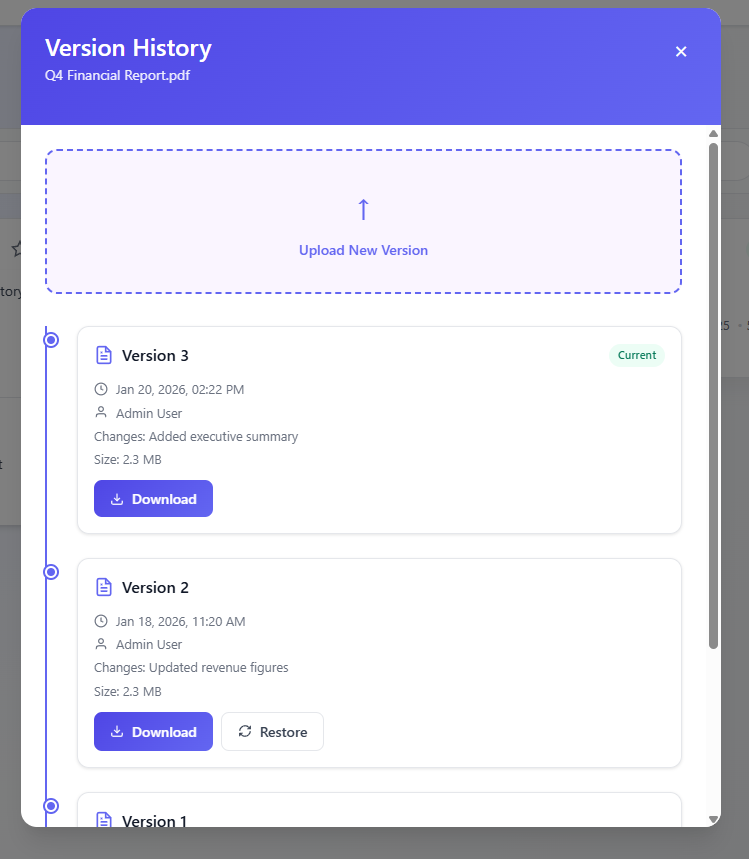 Version History
Q4 Financial Report.pdf
Upload New Version
Version 3
Current
Jan 20, 2026, 02:22 PM
Admin User
Changes: Added executive summary
Size: 2.3 MB
Download
Version 2
Jan 18, 2026, 11:20 AM
Admin User
Changes: Updated revenue figures
Size: 2.3 MB
Download
Restore
Version 1